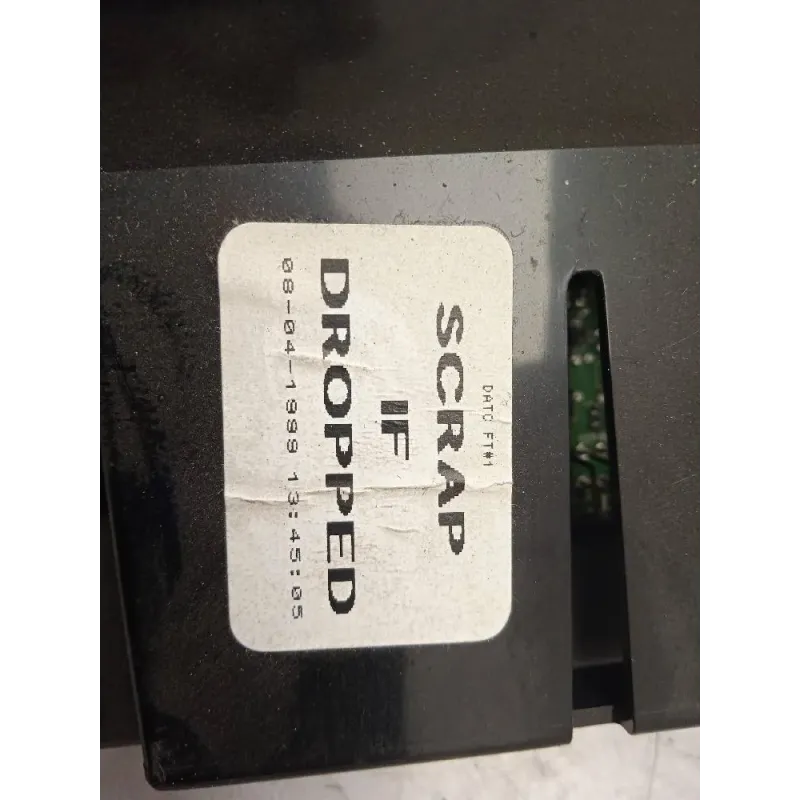 DATC FT#1
SCRAP
IF
DROPPED
08-04-1999 13:45:05